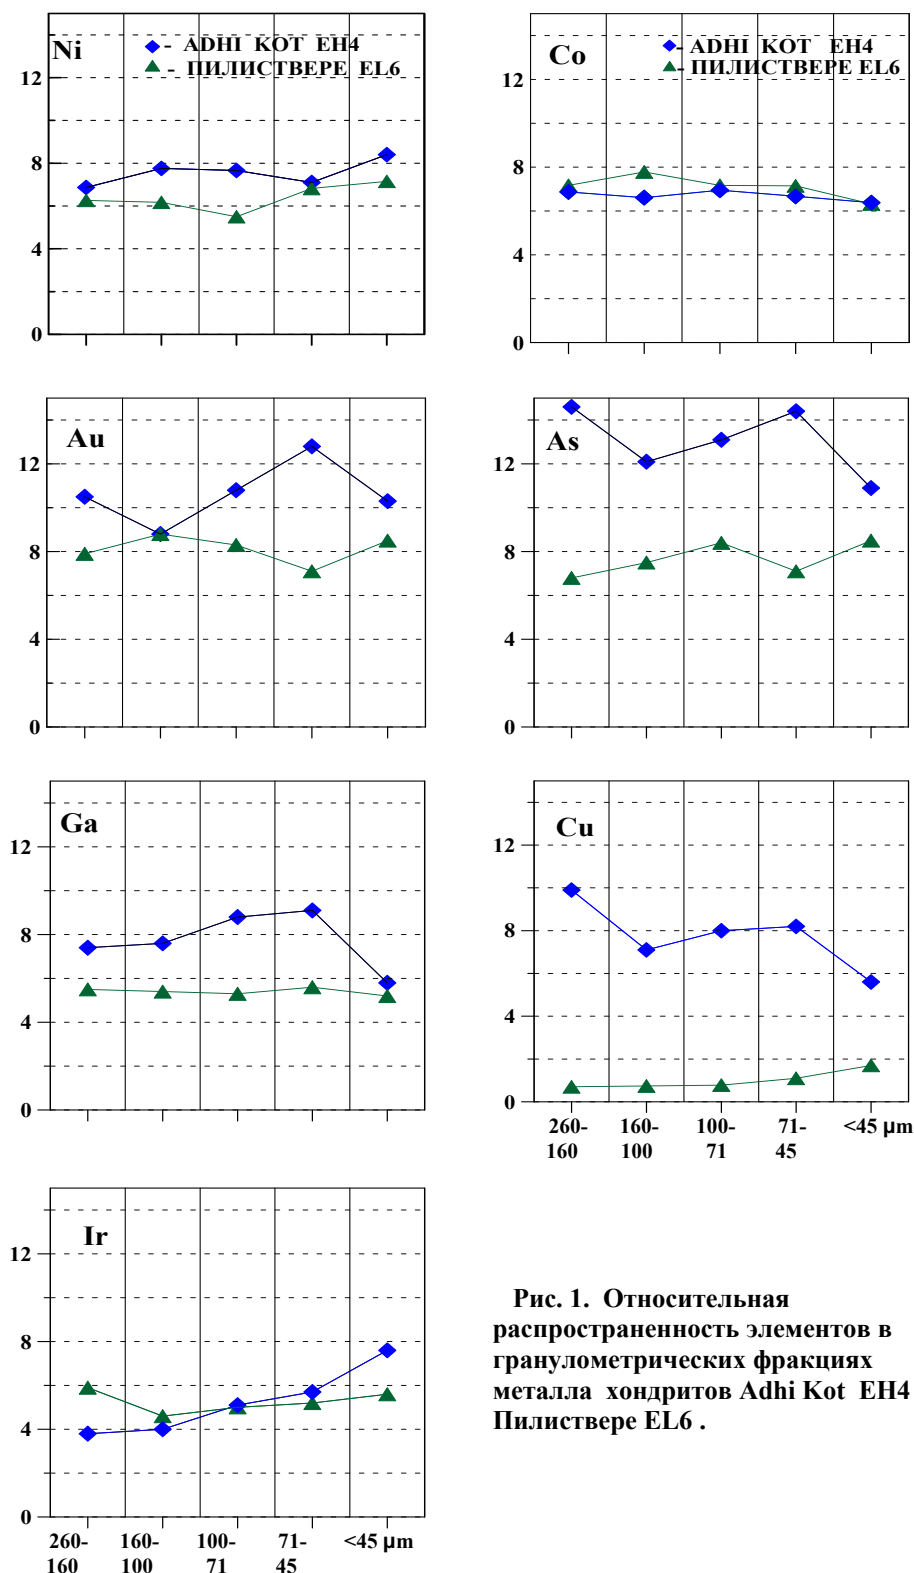 Ni
◆- ADHI KOT EH4
▲- ПИЛИСТВЕРЕ EL6
12
8
4
0
Co
◆- ADHI KOT EH4
▲- ПИЛИСТВЕРЕ EL6
12
8
4
0
Au
12
8
4
0
As
12
8
4
0
Ga
12
8
4
0
Cu
12
8
4
0
260- 160- 100- 71- <45 µm
160 100 71 45
Ir
12
8
4
0
260- 160- 100- 71- <45 µm
160 100 71 45
Рис. 1. Относительная
распространенность элементов в
гранулометрических фракциях
металла хондритов Adhi Kot EH4
Пилиствере EL6 .